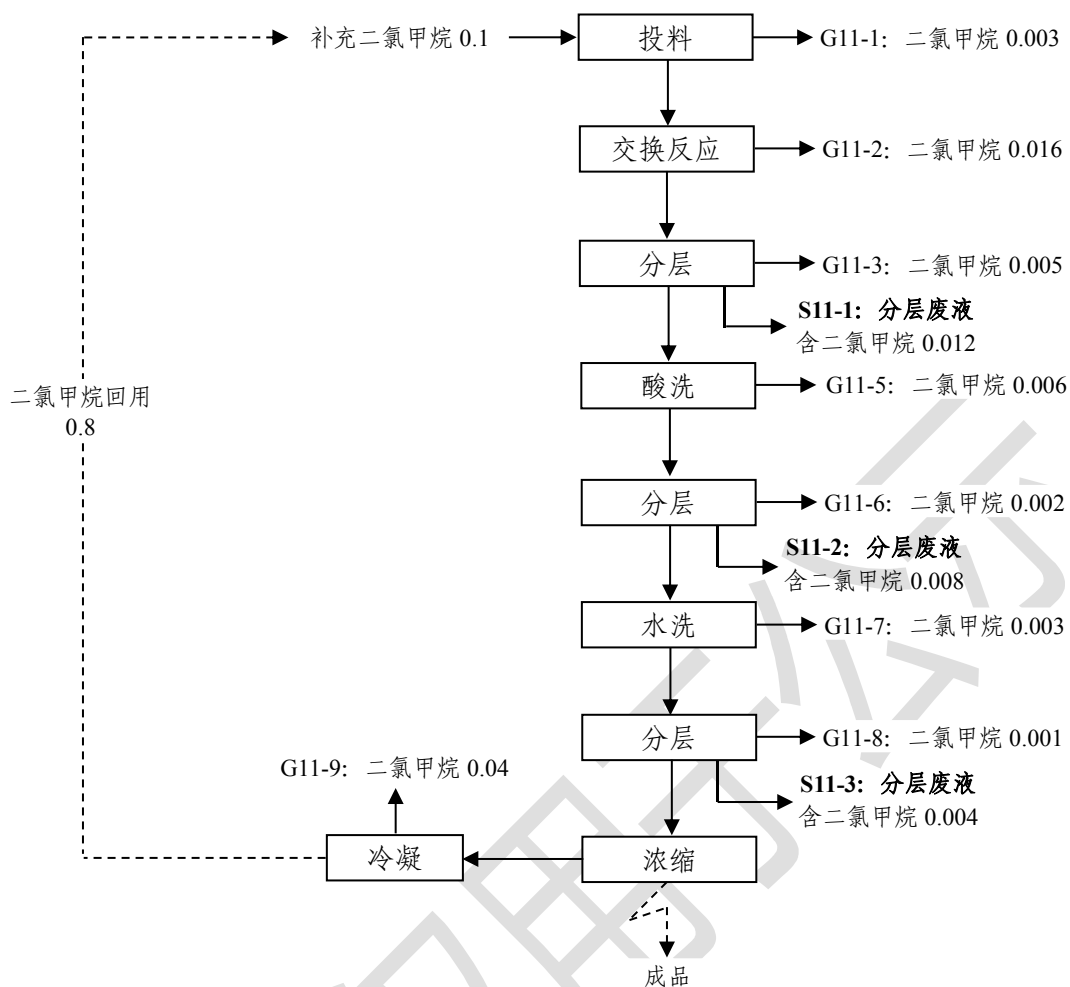 补充二氯甲烷 0.1
投料
G11-1: 二氯甲烷 0.003
交换反应
G11-2: 二氯甲烷 0.016
分层
G11-3: 二氯甲烷 0.005
S11-1: 分层废液
含二氯甲烷 0.012
二氯甲烷回用
0.8
酸洗
G11-5: 二氯甲烷 0.006
分层
G11-6: 二氯甲烷 0.002
S11-2: 分层废液
含二氯甲烷 0.008
水洗
G11-7: 二氯甲烷 0.003
分层
G11-8: 二氯甲烷 0.001
S11-3: 分层废液
含二氯甲烷 0.004
G11-9: 二氯甲烷 0.04
冷凝
浓缩
成品